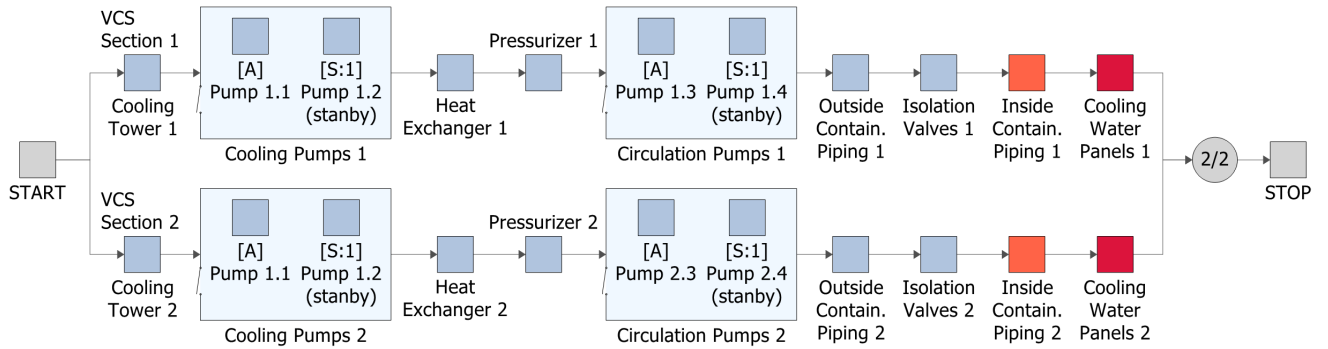 VCS
Section 1
[A]
Pump 1.1
[S:1]
Pump 1.2
(stanby)
Cooling Pumps 1
Cooling
Tower 1
Heat
Exchanger 1
Pressurizer 1
[A]
Pump 1.3
[S:1]
Pump 1.4
(stanby)
Circulation Pumps 1
Outside
Contain.
Piping 1
Isolation
Valves 1
Inside
Contain.
Piping 1
Cooling
Water
Panels 1
START
2/2
STOP
VCS
Section 2
[A]
Pump 1.1
[S:1]
Pump 1.2
(stanby)
Cooling Pumps 2
Cooling
Tower 2
Heat
Exchanger 2
Pressurizer 2
[A]
Pump 2.3
[S:1]
Pump 2.4
(stanby)
Circulation Pumps 2
Outside
Contain.
Piping 2
Isolation
Valves 2
Inside
Contain.
Piping 2
Cooling
Water
Panels 2